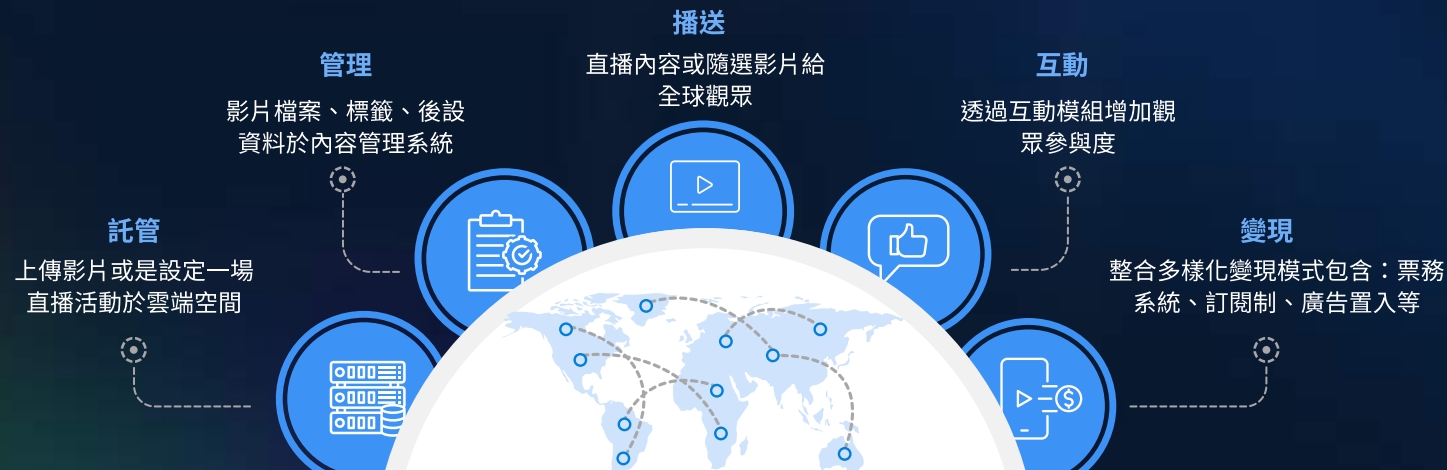 託管
上傳影片或是設定一場
直播活動於雲端空間
管理
影片檔案、標籤、後設
資料於內容管理系統
播送
直播內容或隨選影片給
全球觀眾
互動
透過互動模組增加觀
眾參與度
變現
整合多樣化變現模式包含：票務
系統、訂閱制、廣告置入等
$